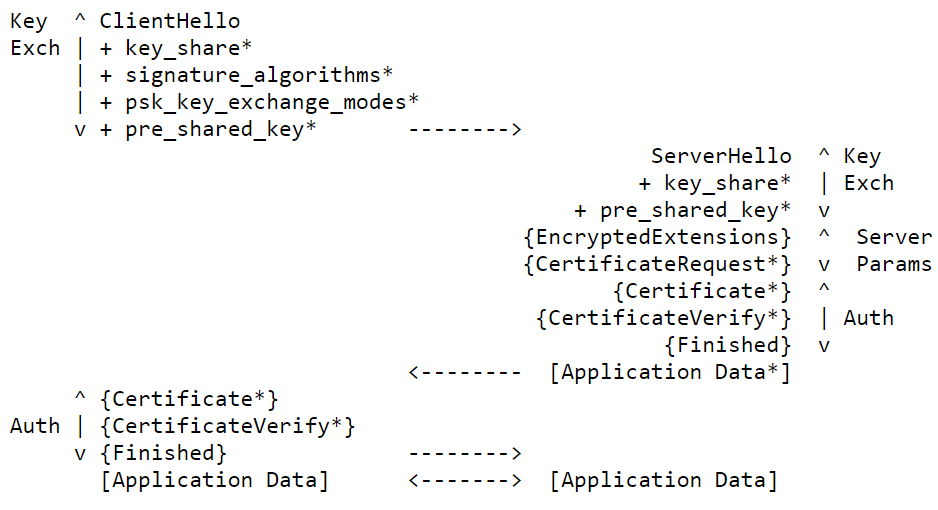 Key  ^ ClientHello
Exch | + key_share*
     | + signature_algorithms*
     | + psk_key_exchange_modes*
     v + pre_shared_key*       -------->
                                                  ServerHello  ^ Key
                                                 + key_share*  | Exch
                                            + pre_shared_key*  v
                                        {EncryptedExtensions}  ^  Server
                                        {CertificateRequest*}  v  Params
                                               {Certificate*}  ^
                                         {CertificateVerify*}  | Auth
                                                   {Finished}  v
                               <--------  [Application Data*]
     ^ {Certificate*}
Auth | {CertificateVerify*}
     v {Finished}              -------->
       [Application Data]      <------->  [Application Data]